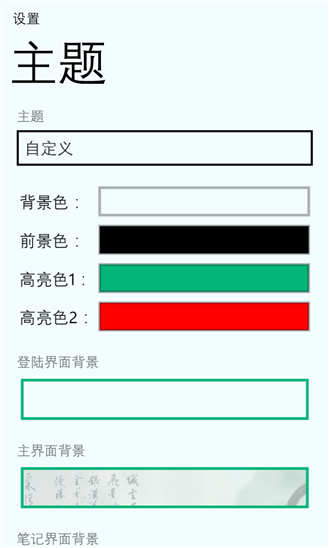 设置
主题
主题
自定义
背景色：
前景色：
高亮色1：
高亮色2：
登陆界面背景
主界面背景
笔记界面背景